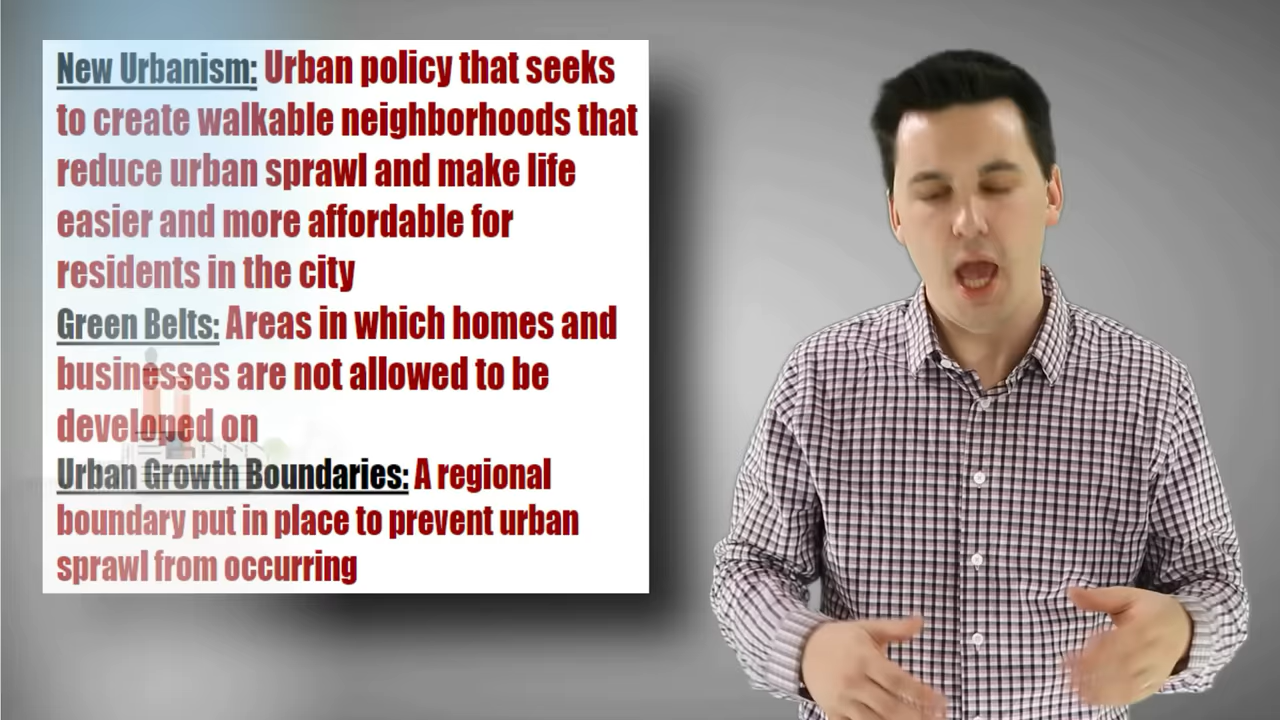 New Urbanism: Urban policy that seeks
to create walkable neighborhoods that
reduce urban sprawl and make life
easier and more affordable for
residents in the city
Green Belts: Areas in which homes and
businesses are not allowed to be
developed on
Urban Growth Boundaries: A regional
boundary put in place to prevent urban
sprawl from occurring